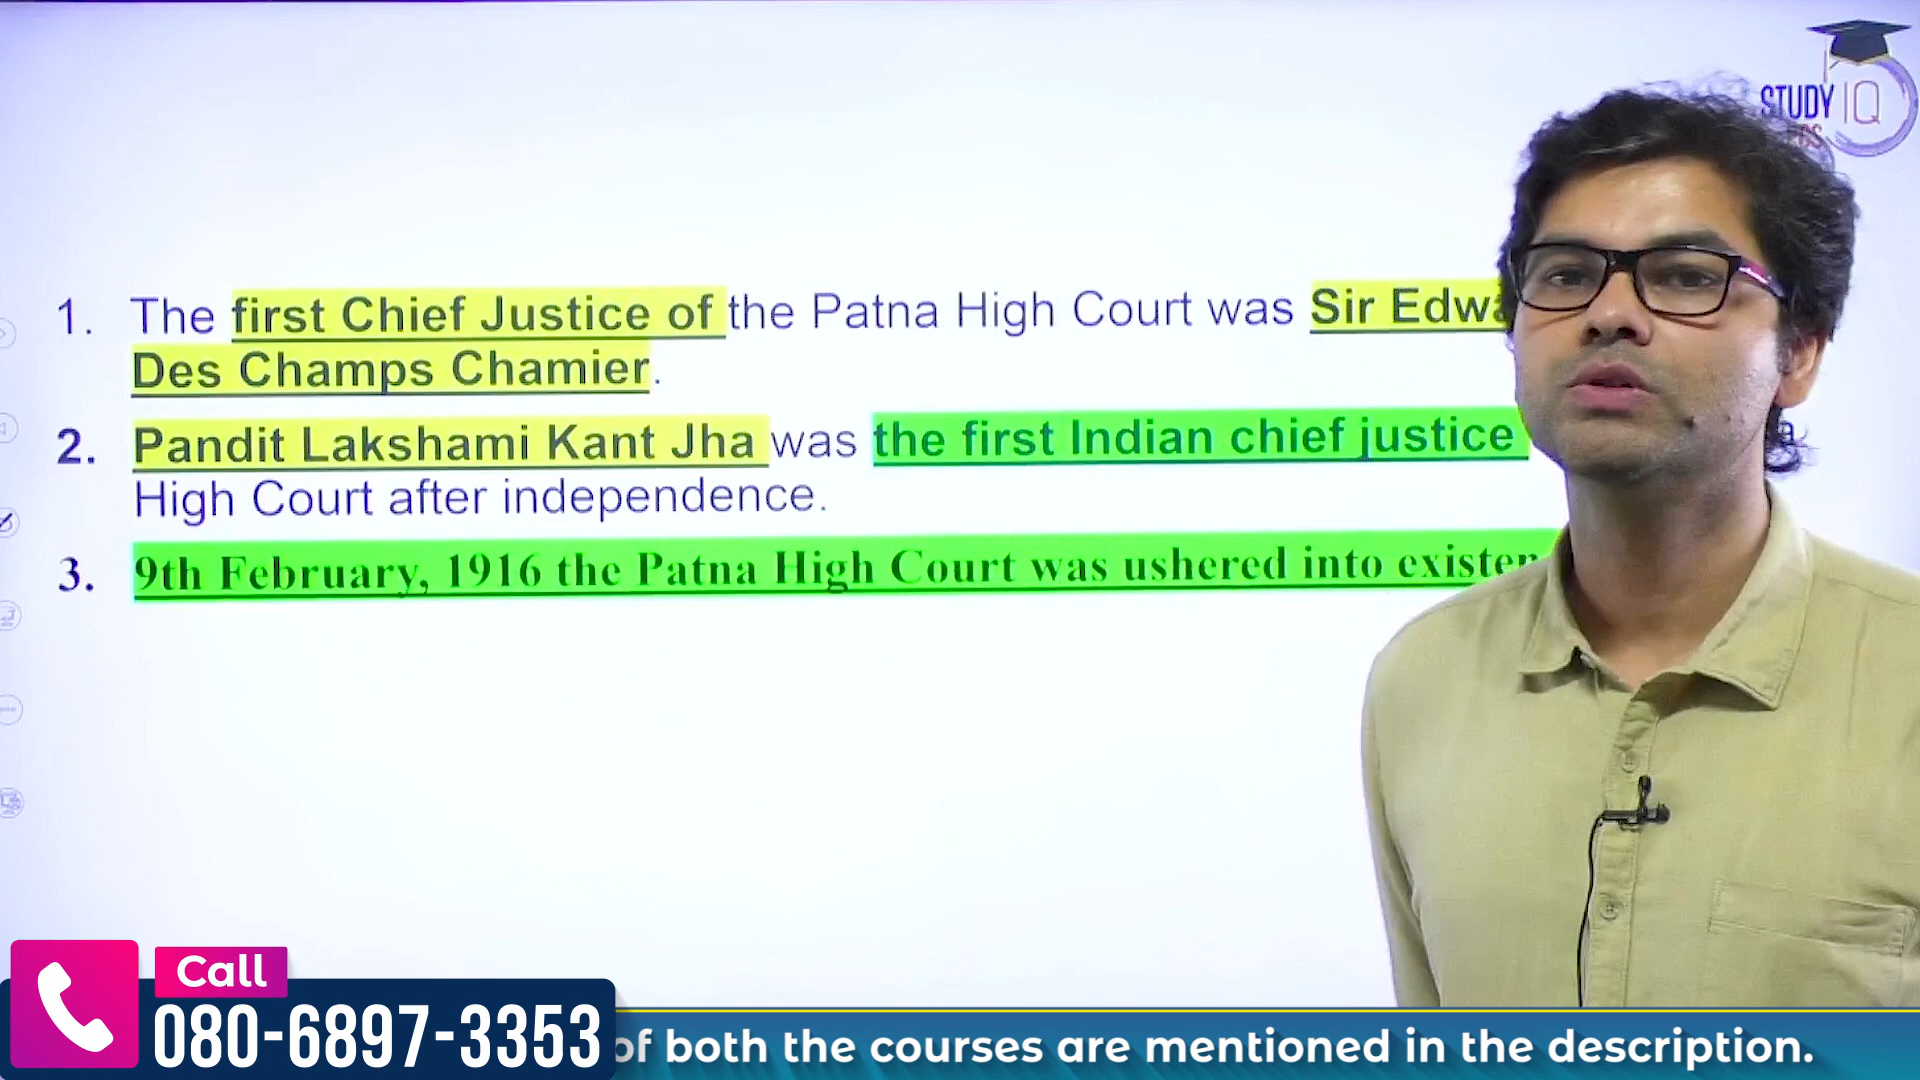 STUDY IQ
1. The first Chief Justice of the Patna High Court was Sir
Des Champs Chamier.
2. Pandit Lakshami Kant Jha was the first Indian chief justice
High Court after independence.
3. 9th February, 1916 the Patna High Court was ushered into
Call
080-6897-3353
of both the courses are mentioned in the description.